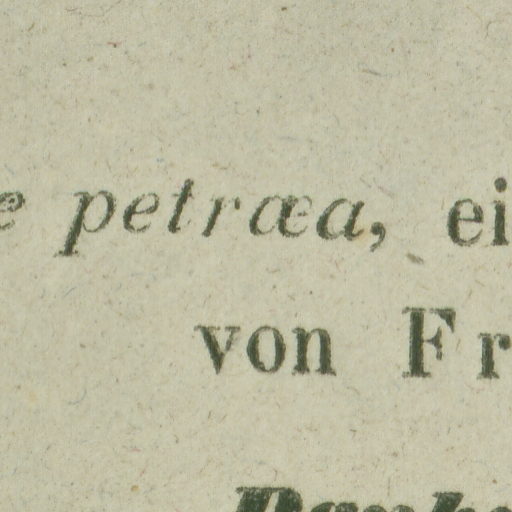 petræa, ei
von Fr